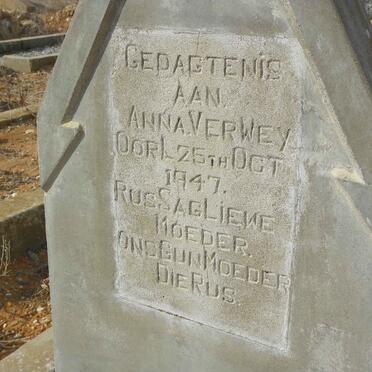 GEDAGTENIS
AAN.
ANNA.VERWEY
OORL.25TH OCT
1947.
RUS SAG LIEWE
MOEDER.
ONS GUN MOEDER
DIE RUS.